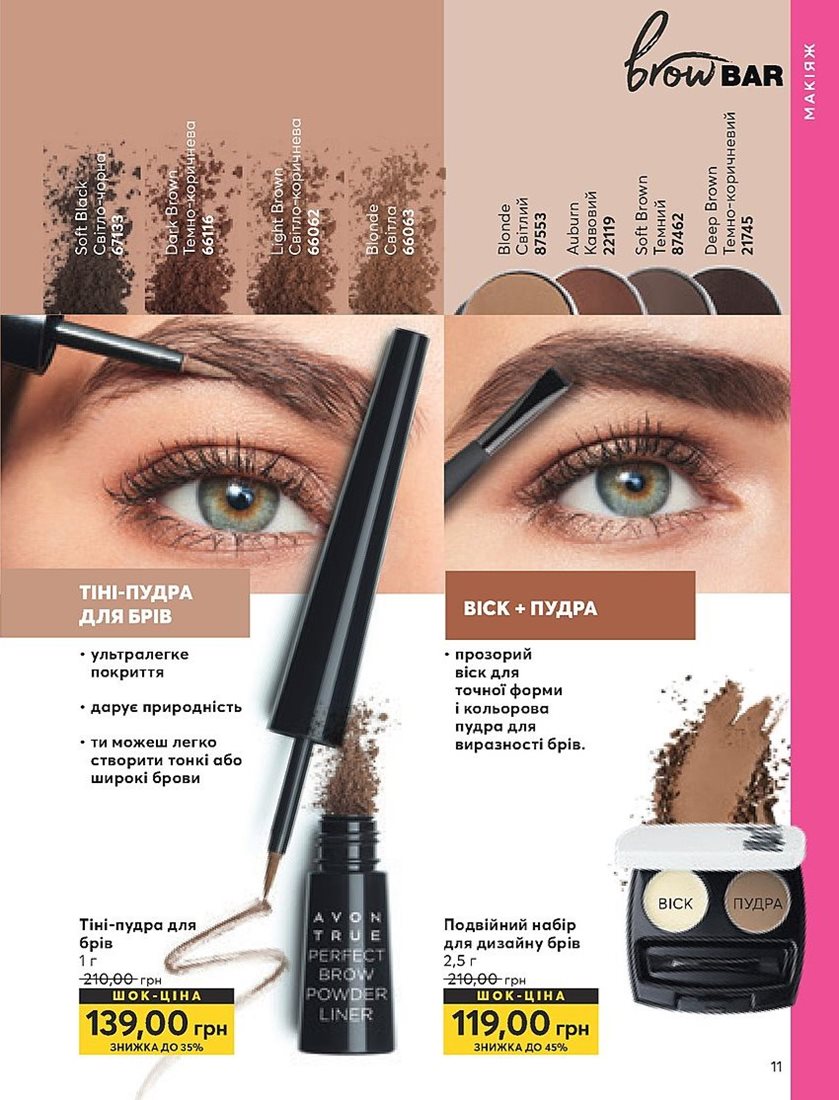 brow BAR
МАКІЯЖ
Soft Black
Світло-чорна
67133
Dark Brown
Темно-коричнева
66116
Light Brown
Світло-коричнева
66062
Blonde
Світла
66063
Blonde
Світлий
87553
Auburn
Кавовий
22119
Soft Brown
Темний
87462
Deep Brown
Темно-коричневий
21745
ТІНІ-ПУДРА
ДЛЯ БРІВ
• ультралегке
покриття
• дарує природність
• ти можеш легко
створити тонкі або
широкі брови
ВІСК + ПУДРА
• прозорий
віск для
точної форми
і кольорова
пудра для
виразності брів.
AVON
TRUE
PERFECT
BROW
POWDER
LINER
ВІСК
ПУДРА
Тіні-пудра для
брів
1 г
210,00 грн
ШОК-ЦІНА
139,00 грн
ЗНИЖКА ДО 35%
Подвійний набір
для дизайну брів
2,5 г
210,00 грн
ШОК-ЦІНА
119,00 грн
ЗНИЖКА ДО 45%
11